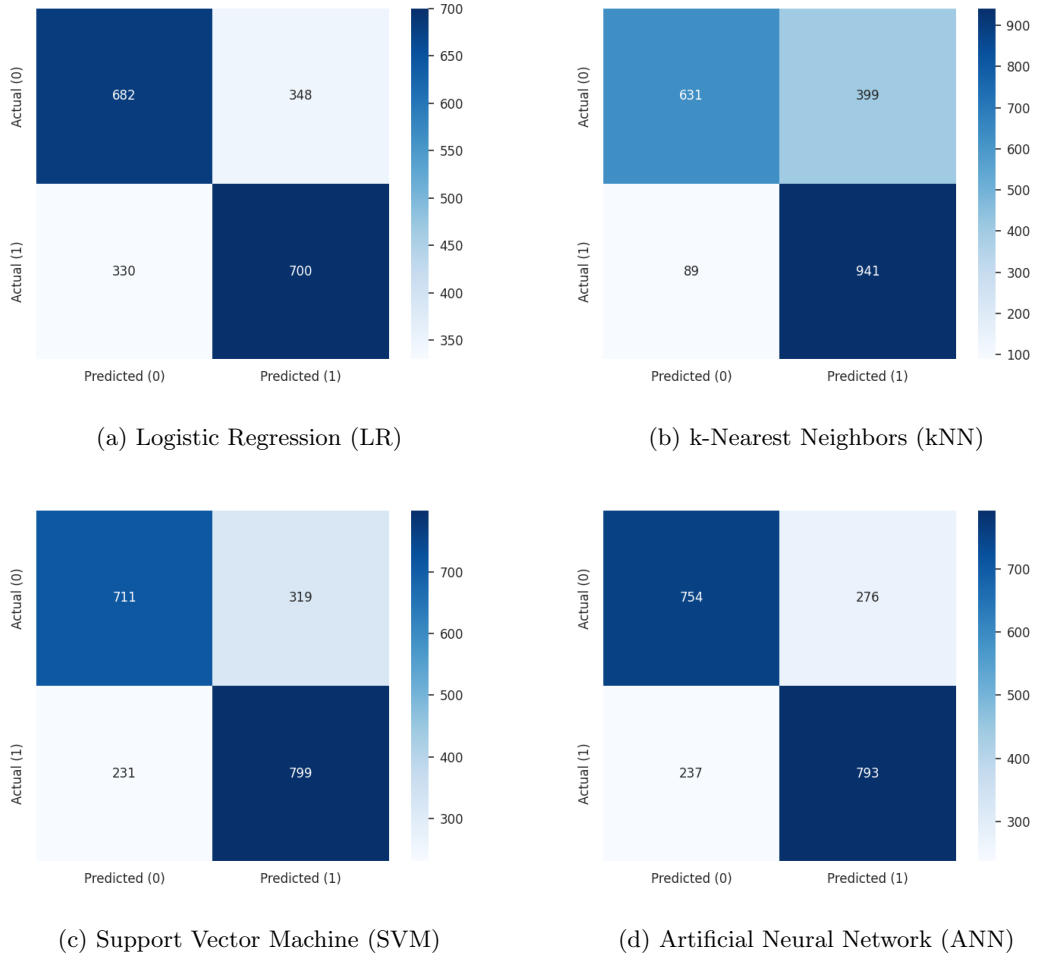 Actual (0)
682
348
Actual (1)
330
700
Predicted (0)
Predicted (1)
700
650
600
550
500
450
400
350
(a) Logistic Regression (LR)
Actual (0)
631
399
Actual (1)
89
941
Predicted (0)
Predicted (1)
900
800
700
600
500
400
300
200
100
(b) k-Nearest Neighbors (kNN)
Actual (0)
711
319
Actual (1)
231
799
Predicted (0)
Predicted (1)
700
600
500
400
300
(c) Support Vector Machine (SVM)
Actual (0)
754
276
Actual (1)
237
793
Predicted (0)
Predicted (1)
700
600
500
400
300
(d) Artificial Neural Network (ANN)